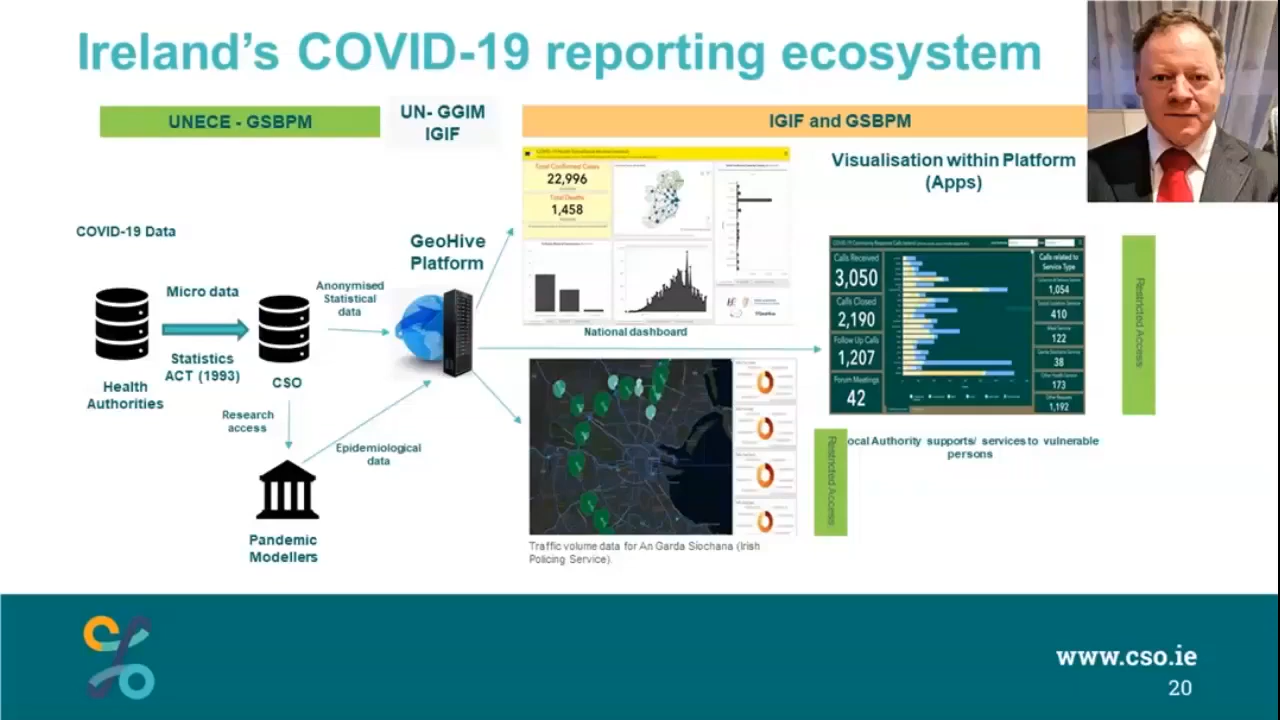 Ireland's COVID-19 reporting ecosystem
UNECE - GSBPM
UN- GGIM
IGIF
IGIF and GSBPM
Visualisation within Platform
(Apps)
COVID-19 Data
Micro data
Statistics
ACT (1993)
Health
Authorities
CSO
Anonymised
Statistical
data
GeoHive
Platform
Research
access
Epidemiological
data
Pandemic
Modellers
Total Confirmed Cases
22,996
Total Deaths
1,458
National dashboard
Traffic volume data for An Garda Siochana (Irish
Policing Service).
Restricted Access
Calls Received
3,050
Calls Closed
2,190
Follow Up Calls
1,207
Forum Meetings
42
Calls related to
Service Type
1,054
410
122
38
173
1,192
ocal Authority supports/ services to vulnerable
persons
Restricted Access
www.cso.ie
20